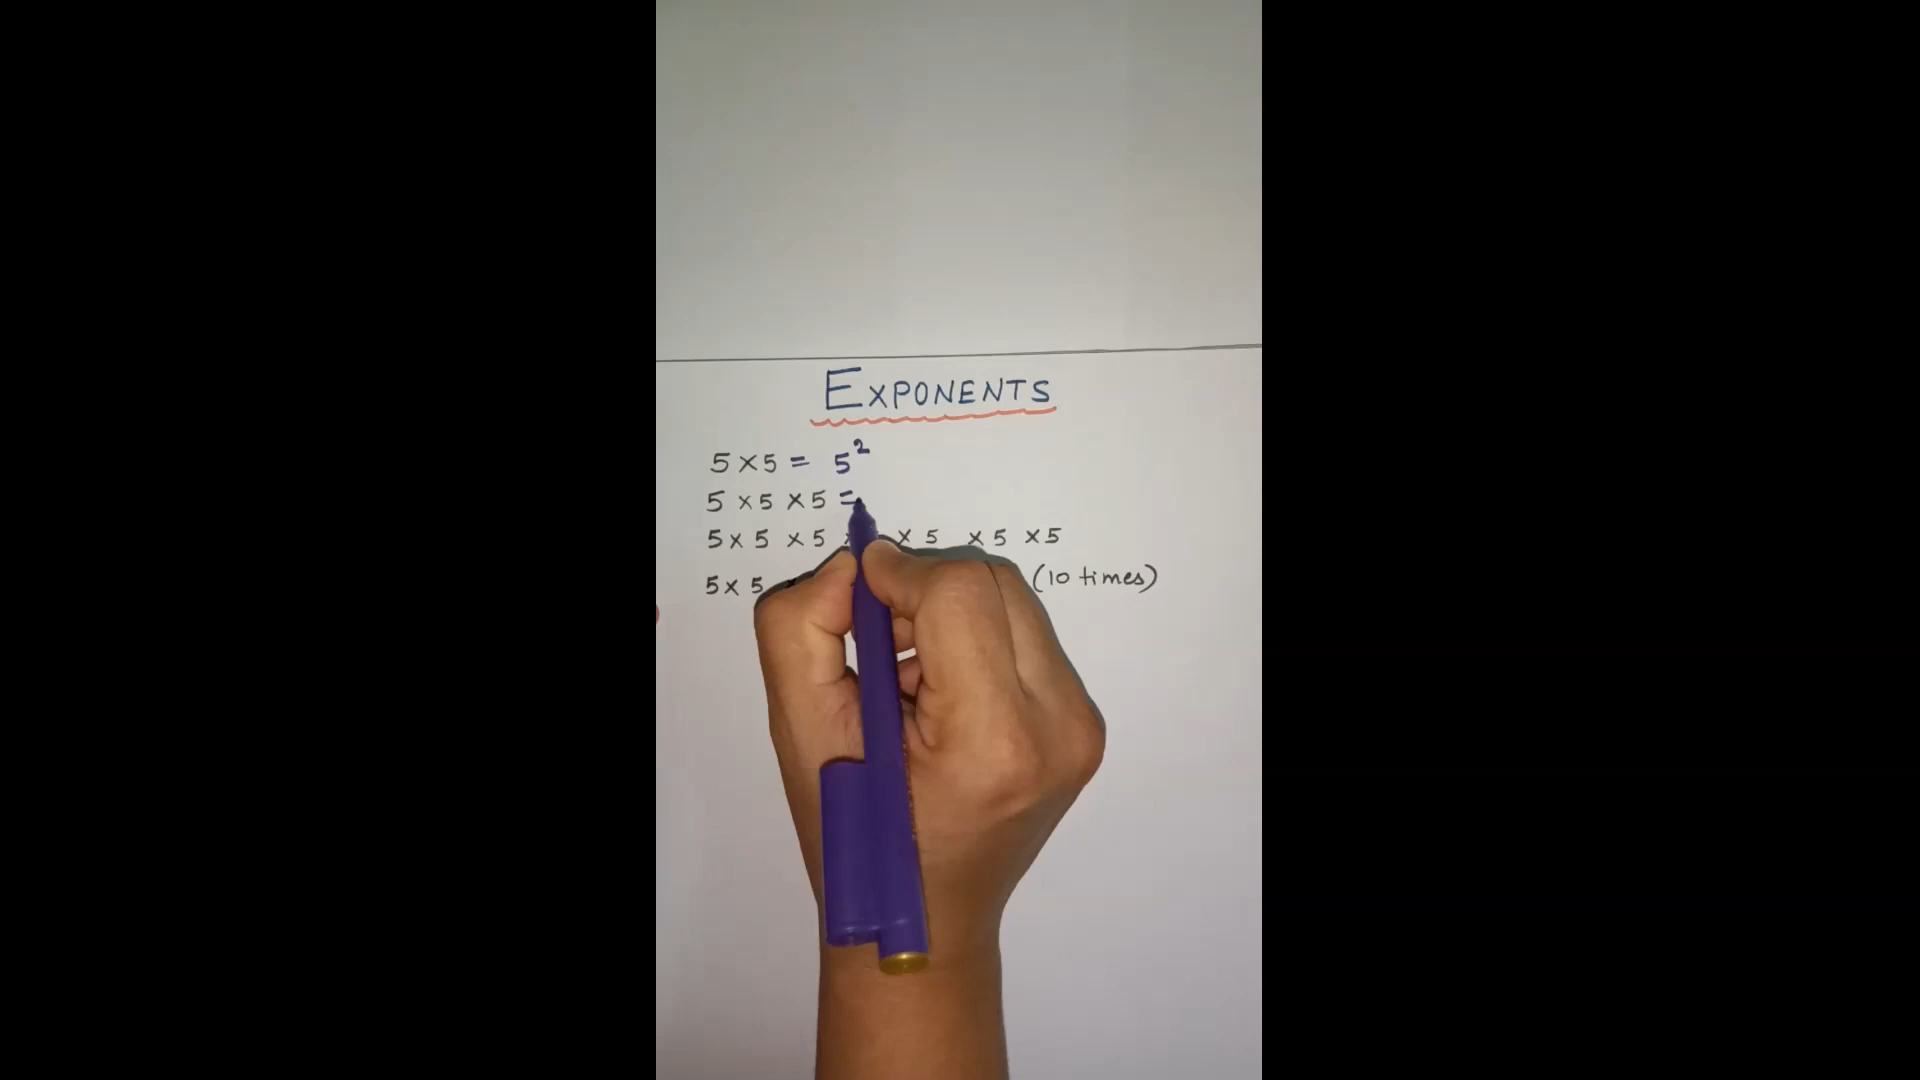 EXPONENTS
5 × 5 = 5²
5 × 5 × 5 =
5 × 5 × 5 × 5 × 5 × 5
5 × 5 (10 times)